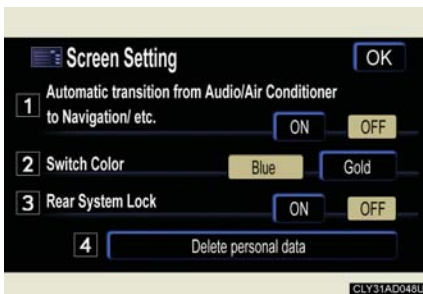 Screen Setting OK
1 Automatic transition from Audio/Air Conditioner
to Navigation/ etc. ON OFF
2 Switch Color Blue Gold
3 Rear System Lock ON OFF
4 Delete personal data
CLY31AD048U